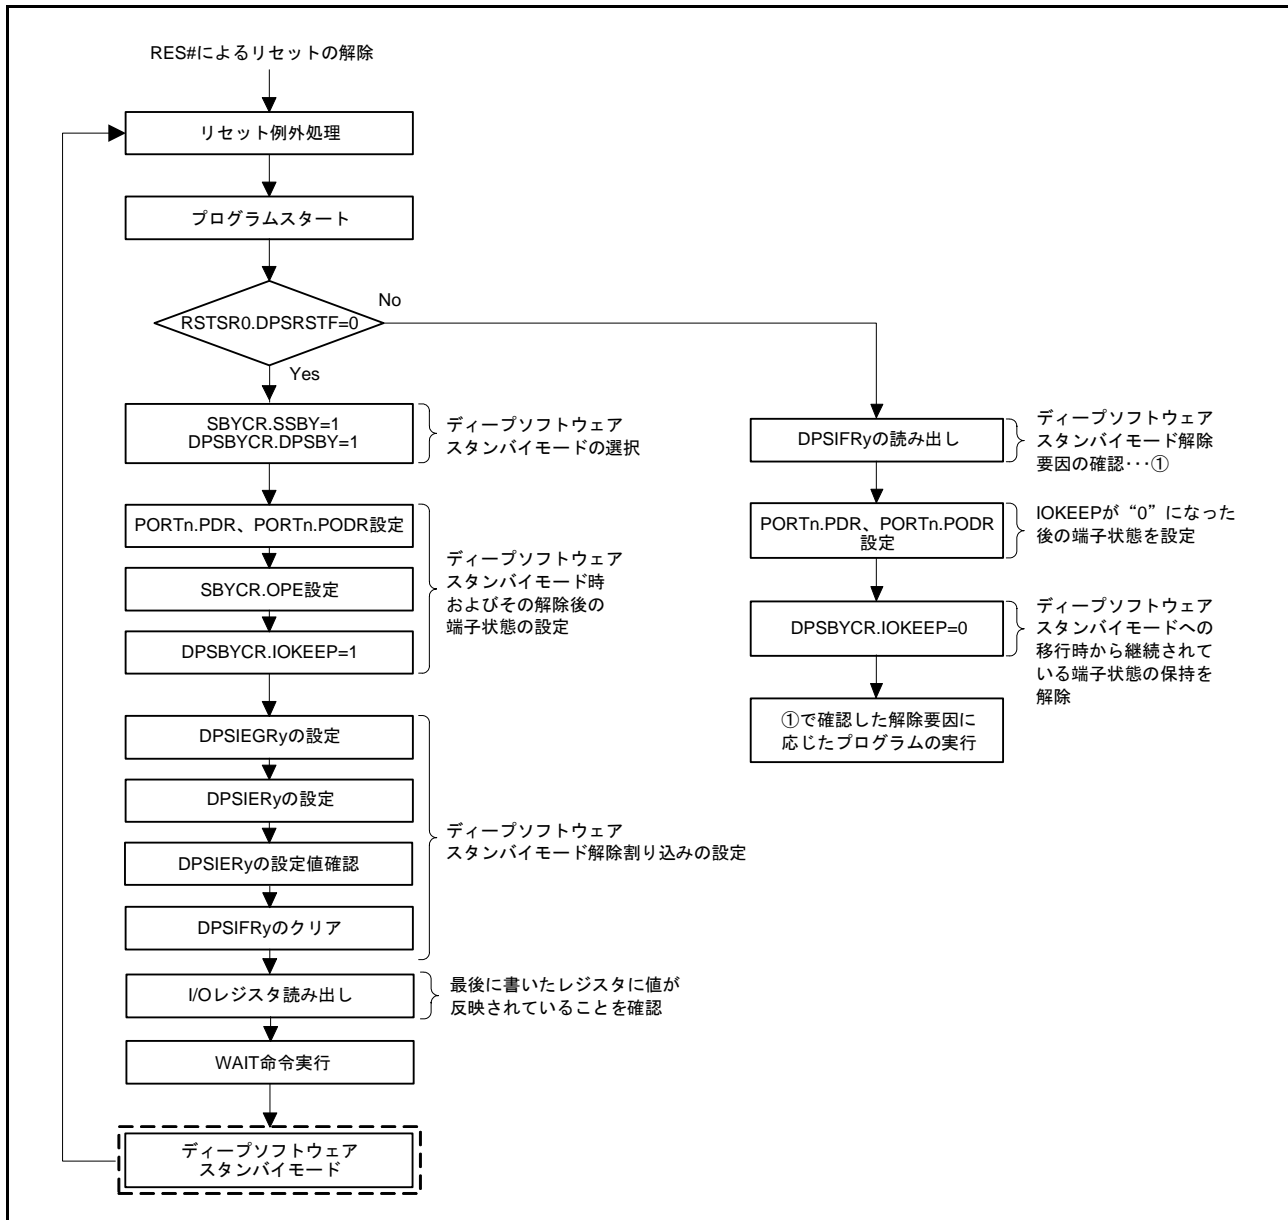 RES#によるリセットの解除
リセット例外処理
プログラムスタート
RSTSR0.DPSRSTF=0
No
Yes
SBYCR.SSBY=1
DPSBYCR.DPSBY=1
ディープソフトウェア
スタンバイモードの選択
PORTn.PDR、PORTn.PODR設定
SBYCR.OPE設定
DPSBYCR.IOKEEP=1
ディープソフトウェア
スタンバイモード時
およびその解除後の
端子状態の設定
DPSIEGRyの設定
DPSIERyの設定
DPSIERyの設定値確認
DPSIFRyのクリア
ディープソフトウェア
スタンバイモード解除割り込みの設定
I/Oレジスタ読み出し
最後に書いたレジスタに値が
反映されていることを確認
WAIT命令実行
ディープソフトウェア
スタンバイモード
DPSIFRyの読み出し
ディープソフトウェア
スタンバイモード解除
要因の確認･･･①
PORTn.PDR、PORTn.PODR
設定
IOKEEPが“0”になった
後の端子状態を設定
DPSBYCR.IOKEEP=0
ディープソフトウェア
スタンバイモードへの
移行時から継続されて
いる端子状態の保持を
解除
①で確認した解除要因に
応じたプログラムの実行